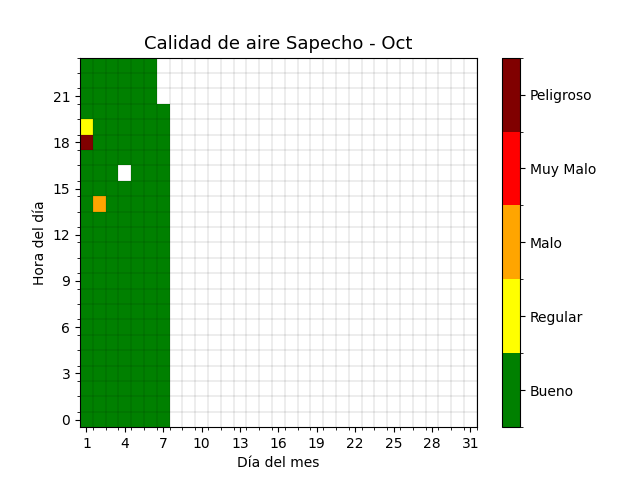 Calidad de aire Sapecho - Oct
Hora del día
21
18
15
12
9
6
3
0
1 4 7 10 13 16 19 22 25 28 31
Día del mes
Peligroso
Muy Malo
Malo
Regular
Bueno